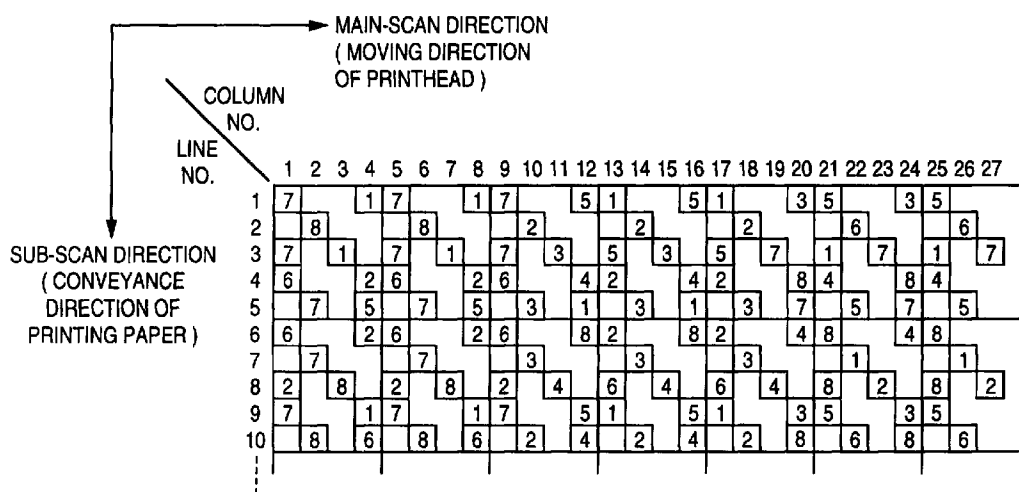 MAIN-SCAN DIRECTION
( MOVING DIRECTION
OF PRINTHEAD )
COLUMN
NO.
LINE
NO.
1 2 3 4 5 6 7 8 9 10 11 12 13 14 15 16 17 18 19 20 21 22 23 24 25 26 27
1 7 1 7 1 7 5 1 5 1 3 5 3 5
2 8 8 2 2 2 6 6
SUB-SCAN DIRECTION
( CONVEYANCE
DIRECTION OF
PRINTING PAPER )
3 7 1 7 1 7 3 5 3 5 7 1 7 1 7
4 6 2 6 2 6 4 2 4 2 8 4 8 4
5 7 5 7 5 3 1 3 1 3 7 5 7 5
6 6 2 6 2 6 8 2 8 2 4 8 4 8
7 7 7 3 3 3 1 1
8 2 8 2 8 2 4 6 4 6 4 8 2 8 2
9 7 1 7 1 7 5 1 5 1 3 5 3 5
10 8 6 8 6 2 4 2 4 2 8 6 8 6